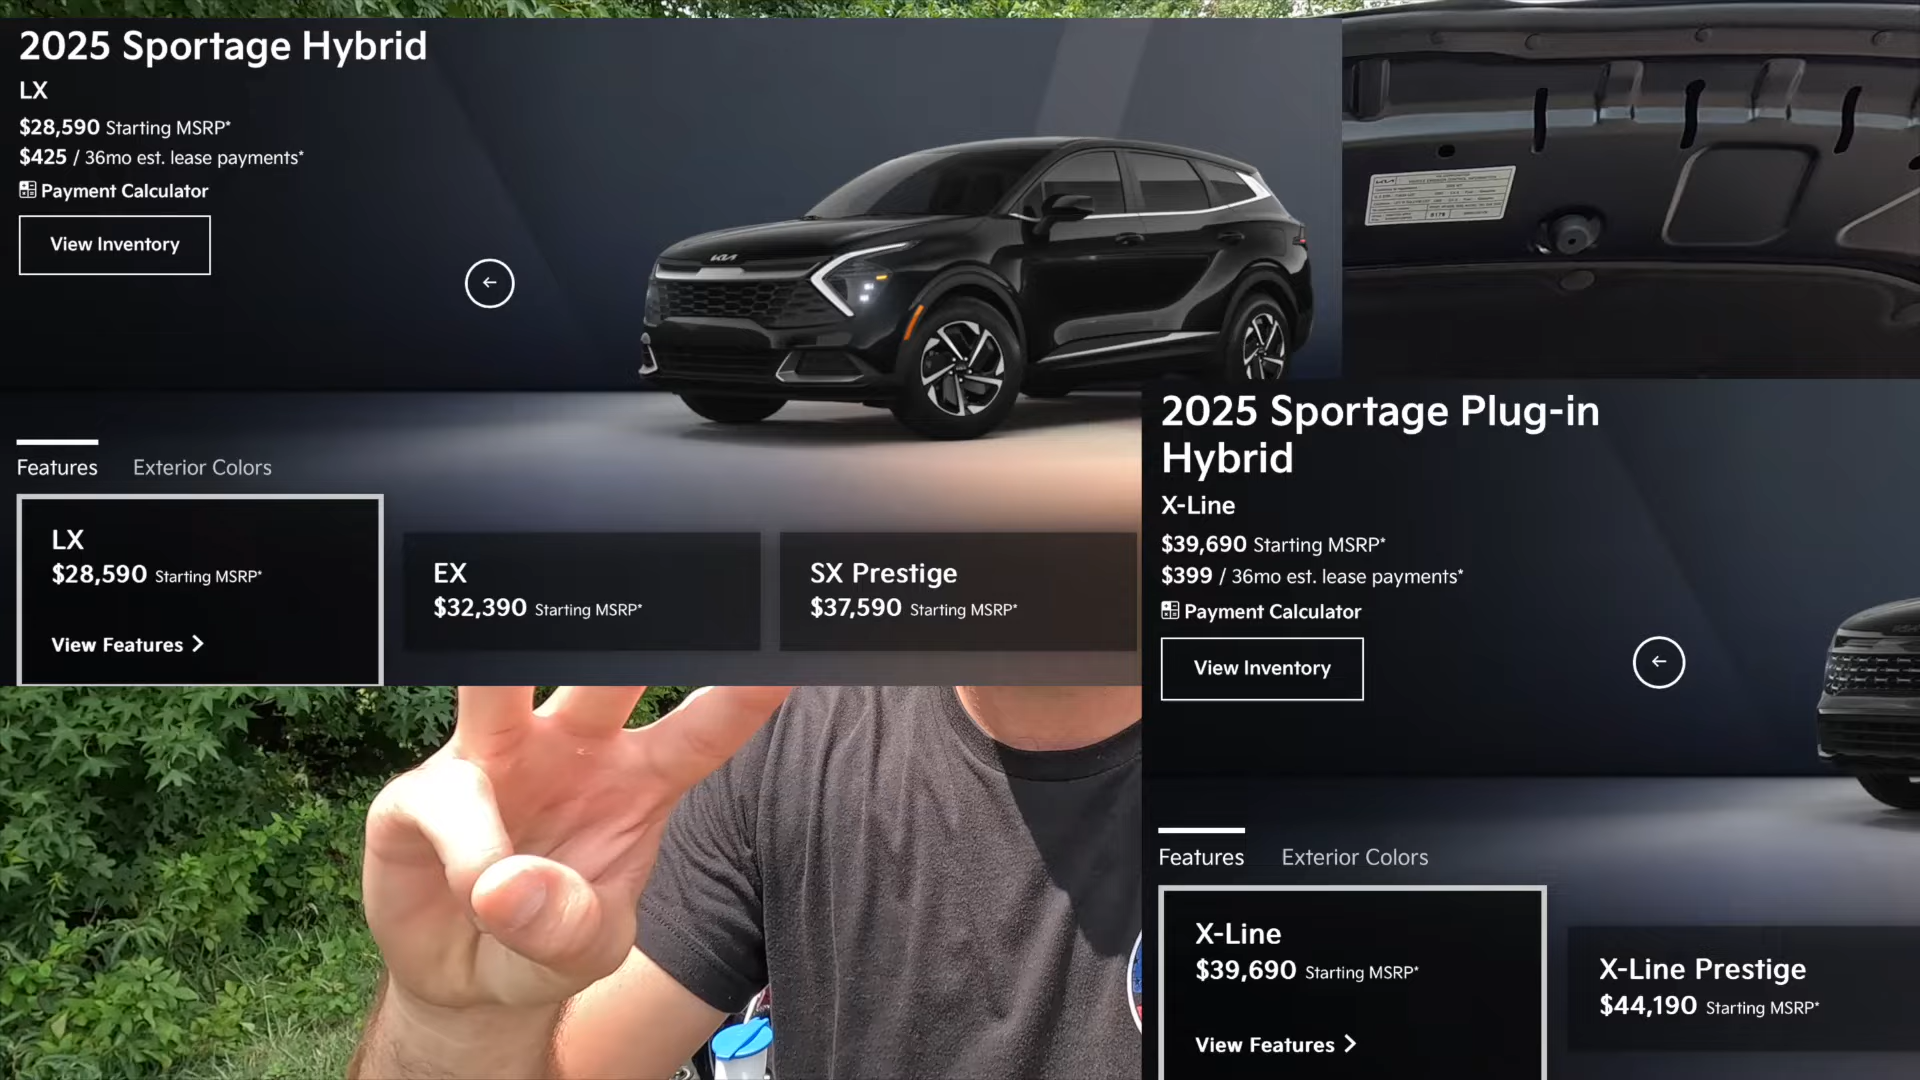 2025 Sportage Hybrid
LX
$28,590 Starting MSRP*
$425 / 36mo est. lease payments*
Payment Calculator
View Inventory
KIA
Features
Exterior Colors
LX
$28,590 Starting MSRP*
View Features
EX
$32,390 Starting MSRP*
SX Prestige
$37,590 Starting MSRP*
2025 Sportage Plug-in
Hybrid
X-Line
$39,690 Starting MSRP*
$399 / 36mo est. lease payments*
Payment Calculator
View Inventory
Features
Exterior Colors
X-Line
$39,690 Starting MSRP*
View Features
X-Line Prestige
$44,190 Starting MSRP*